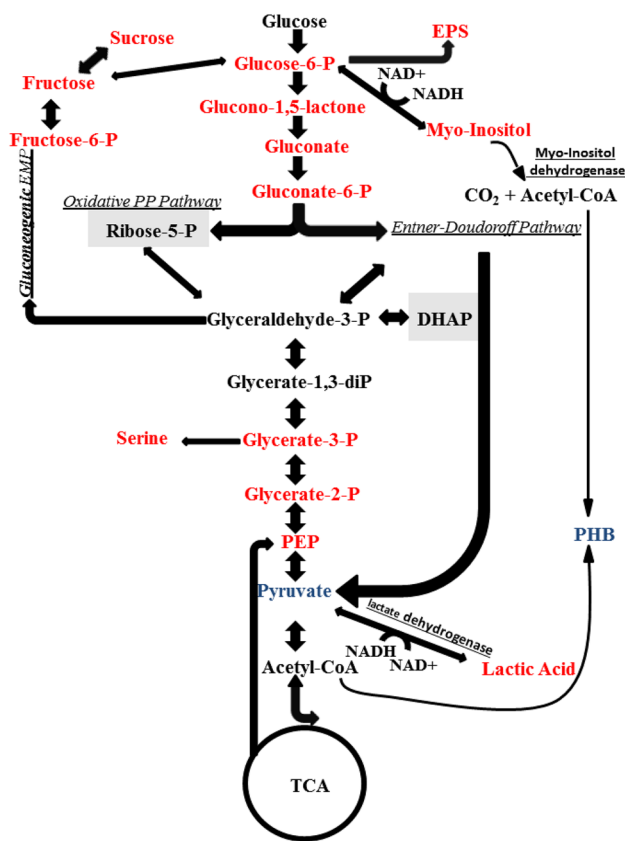 Glucose
Sucrose
EPS
Glucose-6-P
NAD+
Fructose
NADH
Glucono-1,5-lactone
Myo-Inositol
Fructose-6-P
Gluconate
Myo-Inositol
dehydrogenase
Gluconate-6-P
CO₂ + Acetyl-CoA
Oxidative PP Pathway
Ribose-5-P
Entner-Doudoroff Pathway
Gluconeogenic EMP
Glyceraldehyde-3-P
DHAP
Glycerate-1,3-diP
Serine
Glycerate-3-P
Glycerate-2-P
PEP
PHB
Pyruvate
lactate dehydrogenase
NADH
NAD+
Acetyl-CoA
Lactic Acid
TCA